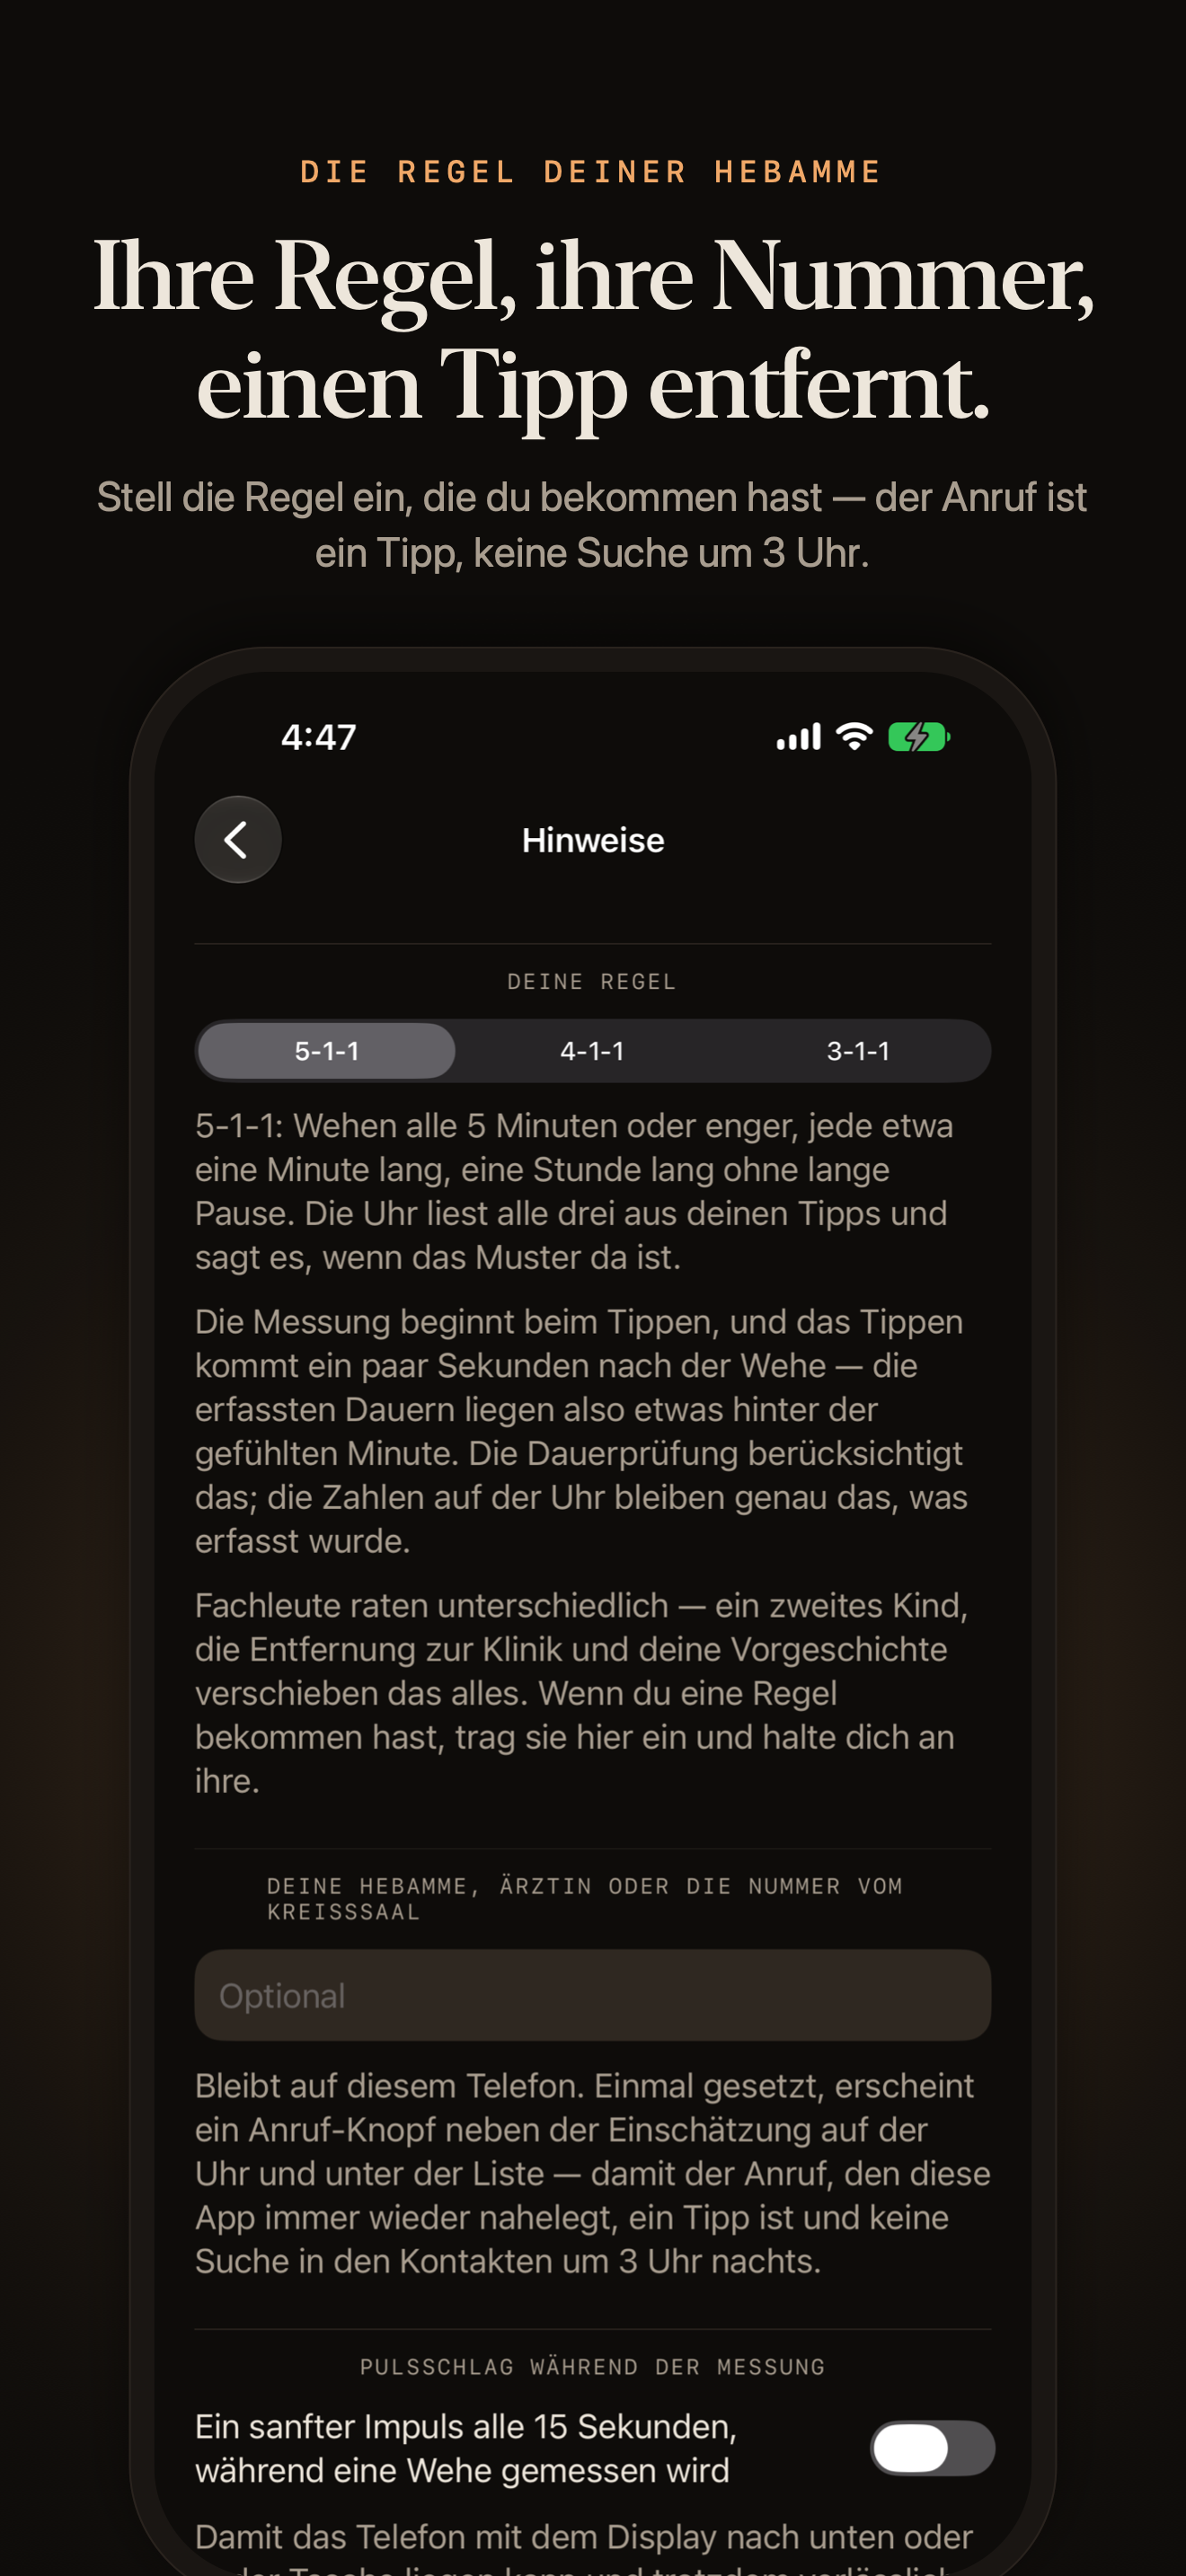 DIE REGEL DEINER HEBAMME
Ihre Regel, ihre Nummer,
einen Tipp entfernt.
Stell die Regel ein, die du bekommen hast — der Anruf ist
ein Tipp, keine Suche um 3 Uhr.
4:47
Hinweise
DEINE REGEL
5-1-1 4-1-1 3-1-1
5-1-1: Wehen alle 5 Minuten oder enger, jede etwa
eine Minute lang, eine Stunde lang ohne lange
Pause. Die Uhr liest alle drei aus deinen Tipps und
sagt es, wenn das Muster da ist.
Die Messung beginnt beim Tippen, und das Tippen
kommt ein paar Sekunden nach der Wehe — die
erfassten Dauern liegen also etwas hinter der
gefühlten Minute. Die Dauerprüfung berücksichtigt
das; die Zahlen auf der Uhr bleiben genau das, was
erfasst wurde.
Fachleute raten unterschiedlich — ein zweites Kind,
die Entfernung zur Klinik und deine Vorgeschichte
verschieben das alles. Wenn du eine Regel
bekommen hast, trag sie hier ein und halte dich an
ihre.
DEINE HEBAMME, ÄRZTIN ODER DIE NUMMER VOM
KREISSSAAL
Optional
Bleibt auf diesem Telefon. Einmal gesetzt, erscheint
ein Anruf-Knopf neben der Einschätzung auf der
Uhr und unter der Liste — damit der Anruf, den diese
App immer wieder nahelegt, ein Tipp ist und keine
Suche in den Kontakten um 3 Uhr nachts.
PULSSCHLAG WÄHREND DER MESSUNG
Ein sanfter Impuls alle 15 Sekunden,
während eine Wehe gemessen wird
Damit das Telefon mit dem Display nach unten oder